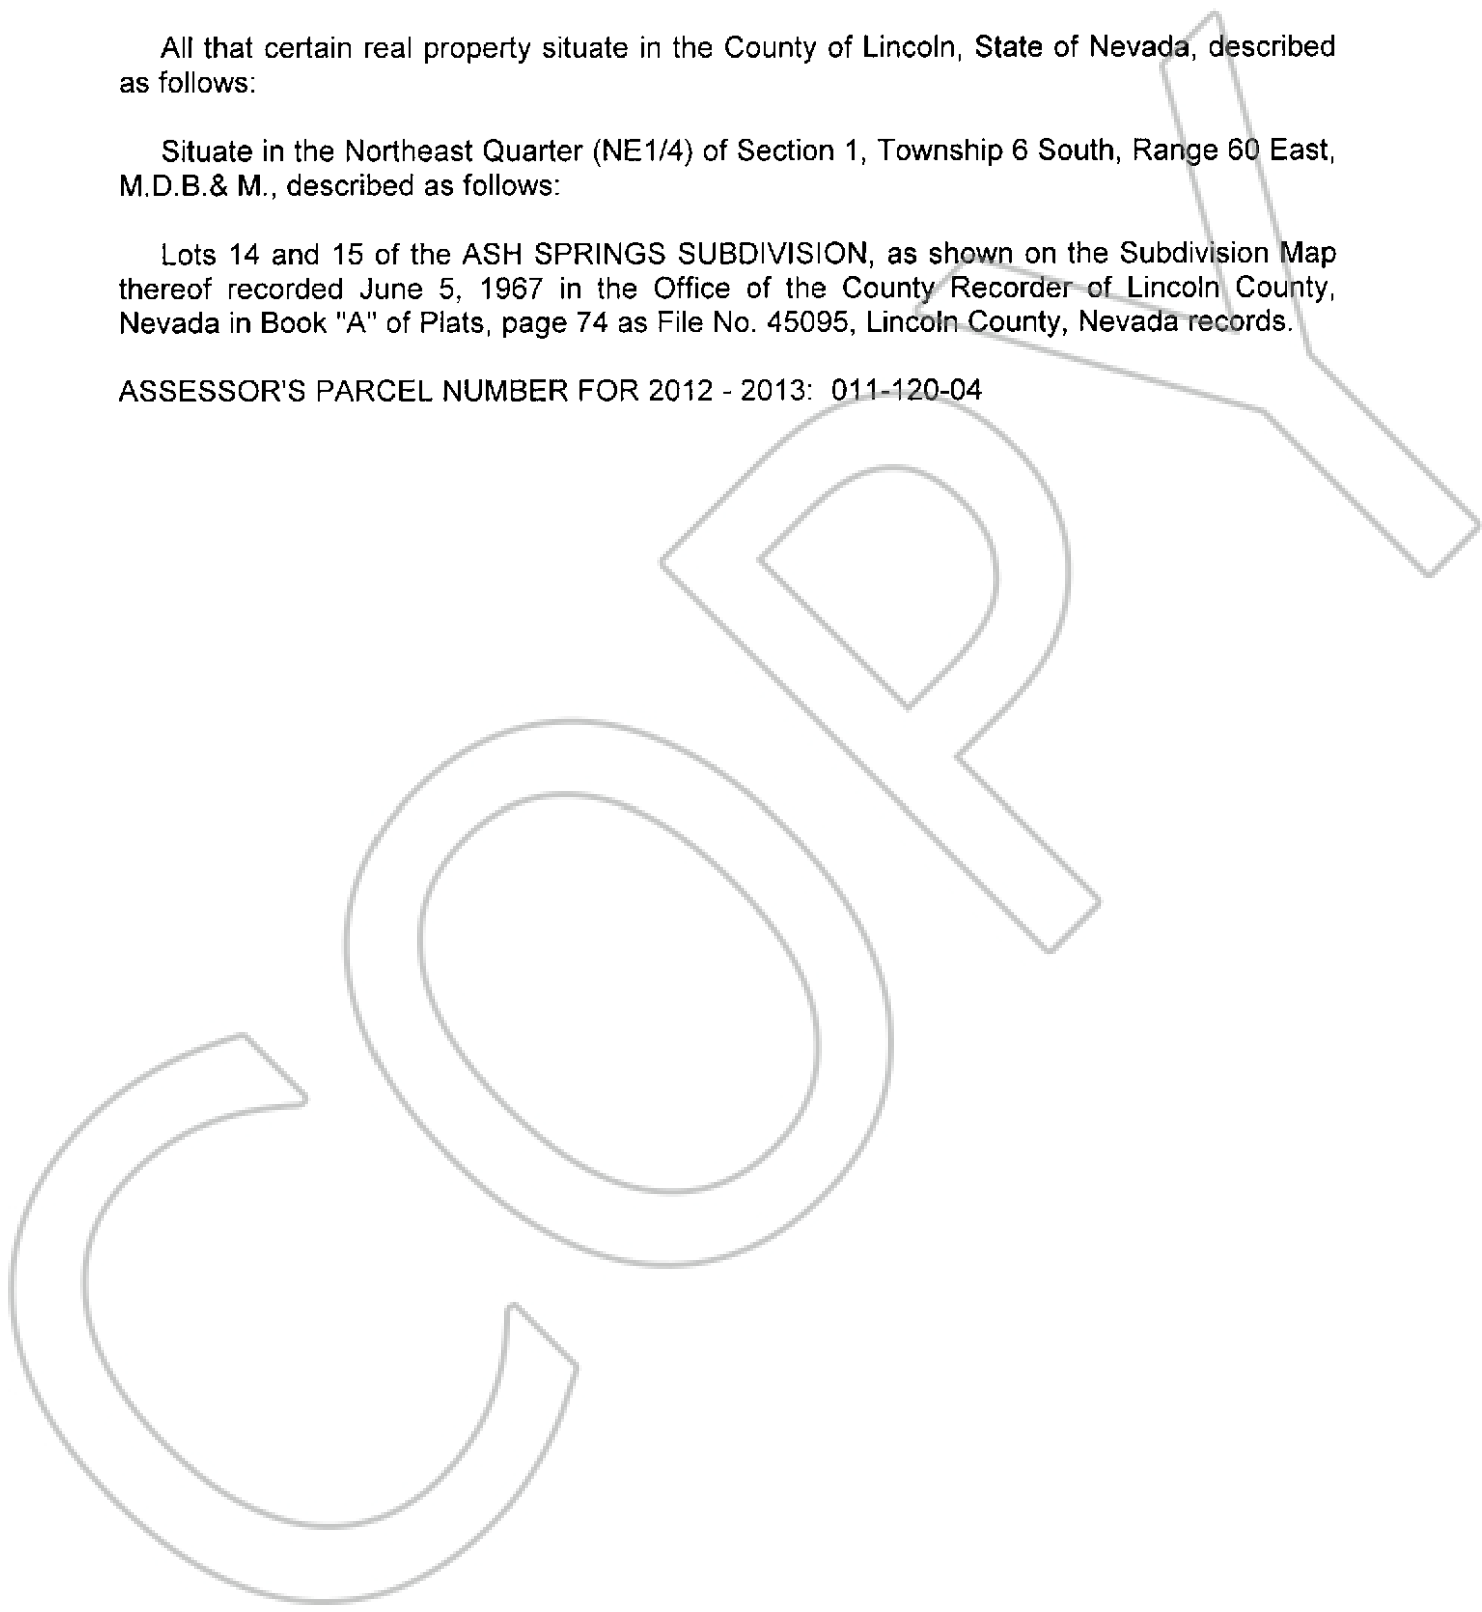 All that certain real property situate in the County of Lincoln, State of Nevada, described
as follows:
Situate in the Northeast Quarter (NE1/4) of Section 1, Township 6 South, Range 60 East,
M.D.B.& M., described as follows:
Lots 14 and 15 of the ASH SPRINGS SUBDIVISION, as shown on the Subdivision Map
thereof recorded June 5, 1967 in the Office of the County Recorder of Lincoln County,
Nevada in Book "A" of Plats, page 74 as File No. 45095, Lincoln County, Nevada records.
ASSESSOR'S PARCEL NUMBER FOR 2012 - 2013: 011-120-04
COPY